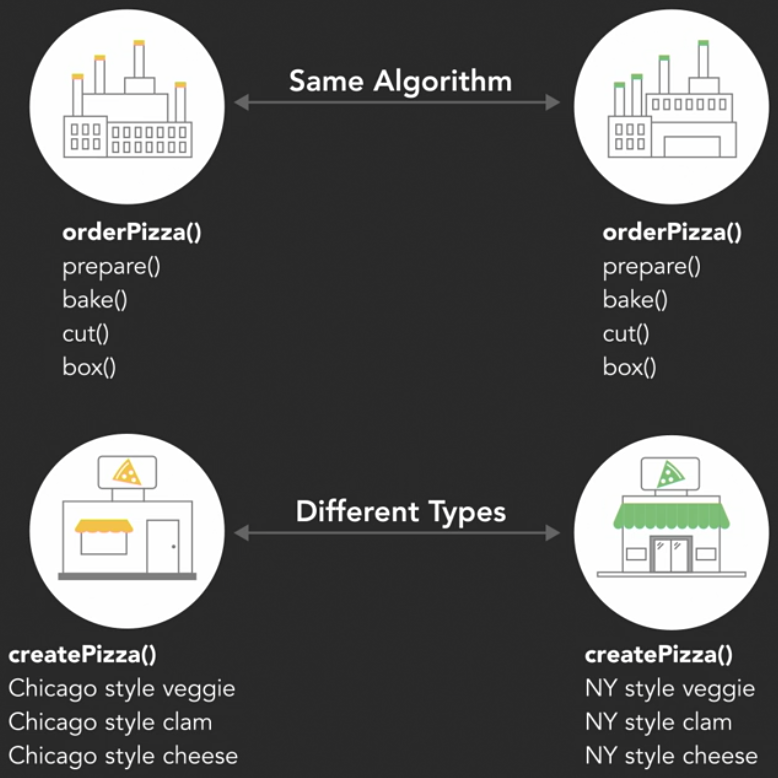 Same Algorithm
orderPizza()
prepare()
bake()
cut()
box()
orderPizza()
prepare()
bake()
cut()
box()
Different Types
createPizza()
Chicago style veggie
Chicago style clam
Chicago style cheese
createPizza()
NY style veggie
NY style clam
NY style cheese